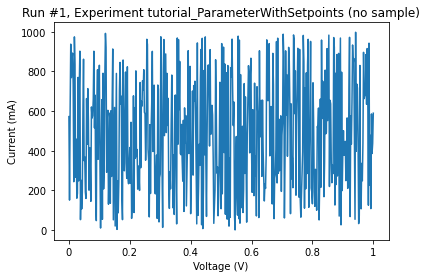 Run #1, Experiment tutorial_ParameterWithSetpoints (no sample)
1000
800
600
400
200
0
Current (mA)
0 0.2 0.4 0.6 0.8 1
Voltage (V)